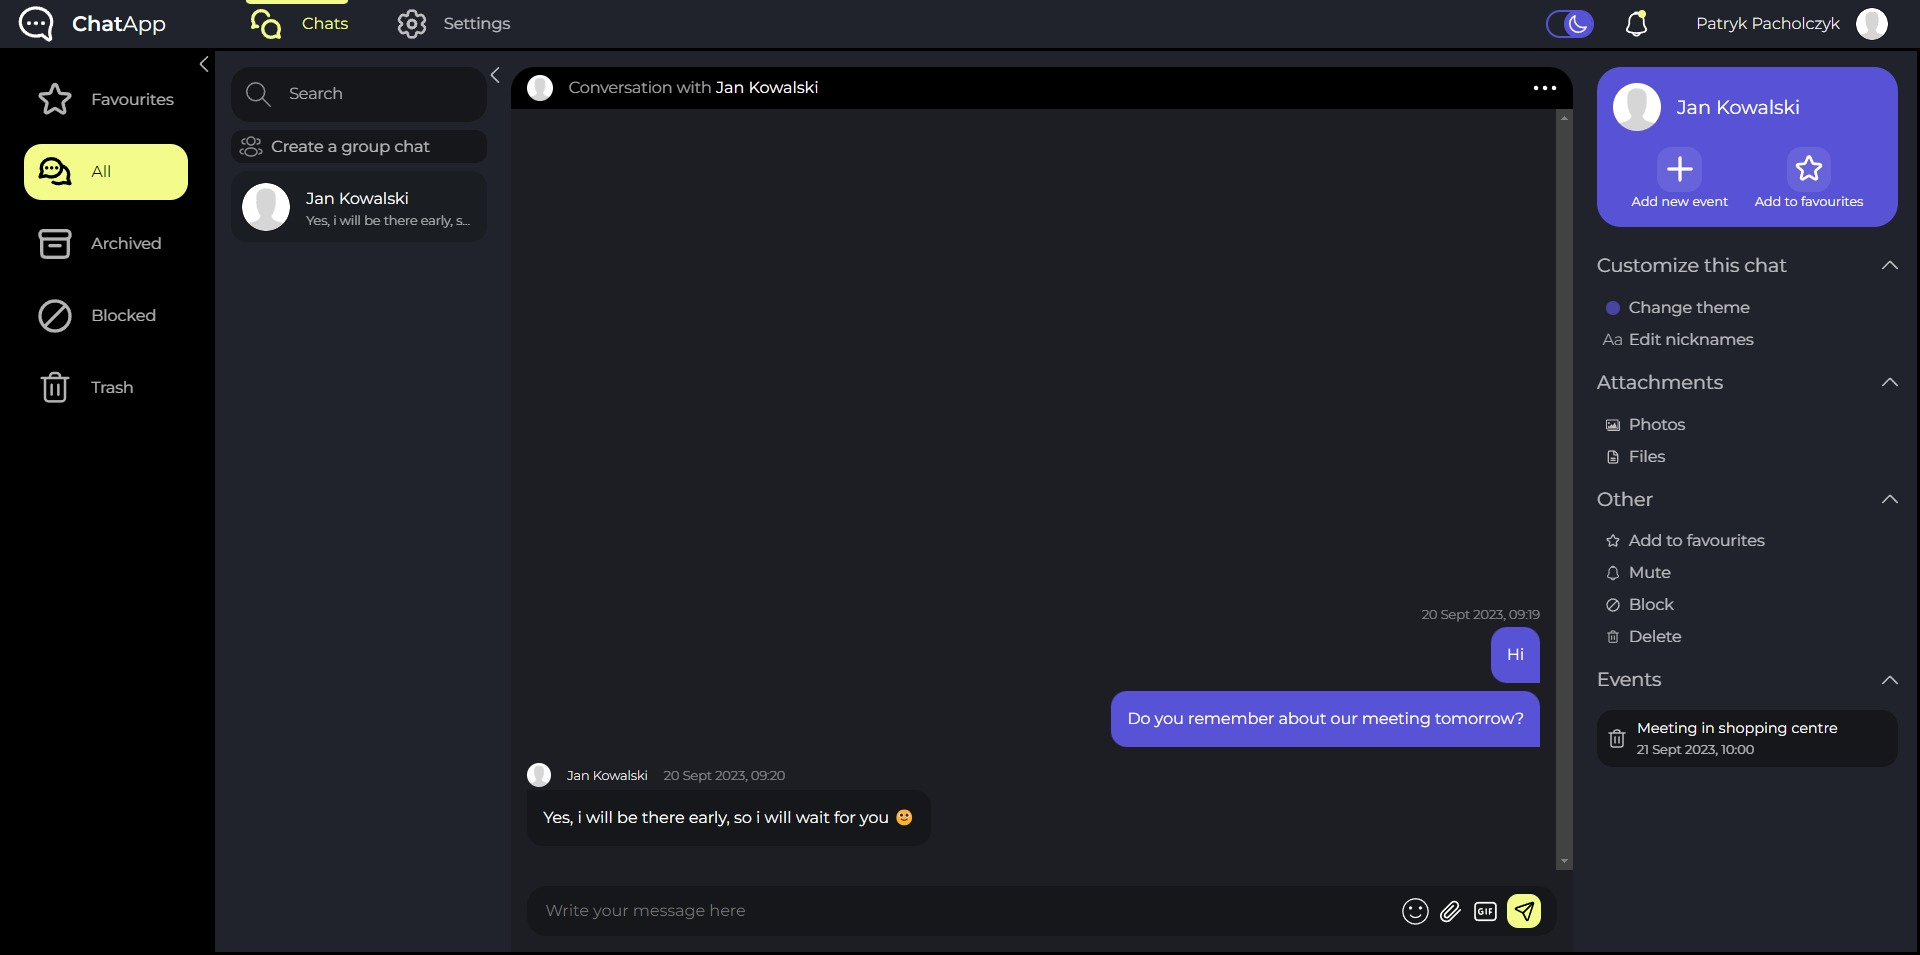 ChatApp
Chats
Settings
Patryk Pacholczyk
Favourites
All
Archived
Blocked
Trash
Search
Create a group chat
Jan Kowalski
Yes, i will be there early, s...
Conversation with Jan Kowalski
20 Sept 2023, 09:19
Hi
Do you remember about our meeting tomorrow?
Jan Kowalski 20 Sept 2023, 09:20
Yes, i will be there early, so i will wait for you 🙂
Write your message here
GIF
Jan Kowalski
Add new event
Add to favourites
Customize this chat
Change theme
Aa Edit nicknames
Attachments
Photos
Files
Other
Add to favourites
Mute
Block
Delete
Events
Meeting in shopping centre
21 Sept 2023, 10:00